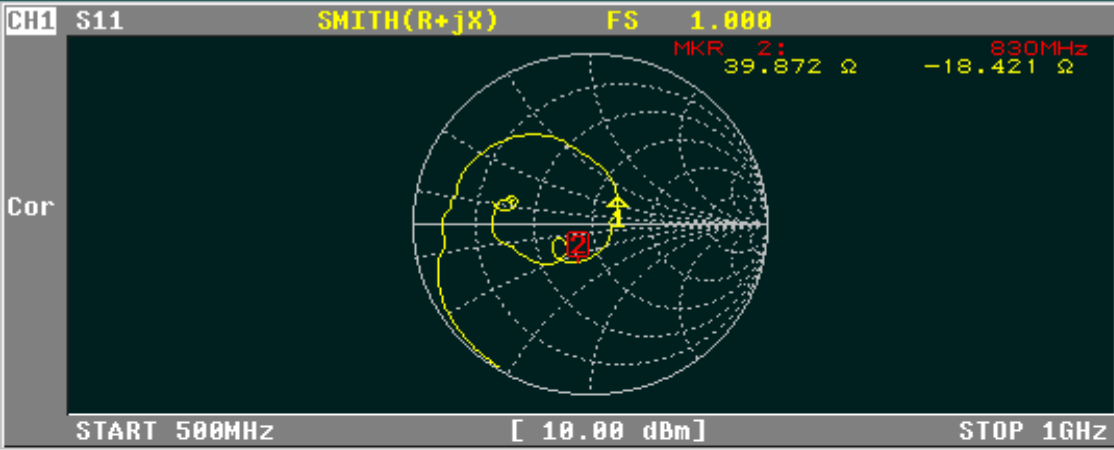 CH1 S11 SMITH(R+jX) FS 1.000
MKR 2: 830MHz
39.872 Ω -18.421 Ω
Cor
1
2
START 500MHz [ 10.00 dBm] STOP 1GHz